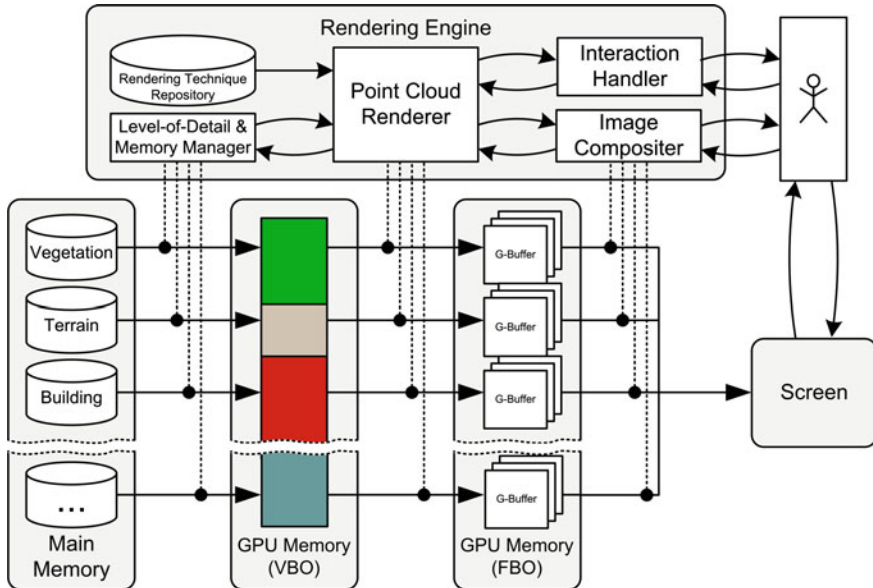 Rendering Engine
Rendering Technique
Repository
Point Cloud
Renderer
Interaction
Handler
Level-of-Detail &
Memory Manager
Image
Compositer
Vegetation
G-Buffer
Terrain
G-Buffer
Building
G-Buffer
Screen
...
G-Buffer
Main
Memory
GPU Memory
(VBO)
GPU Memory
(FBO)